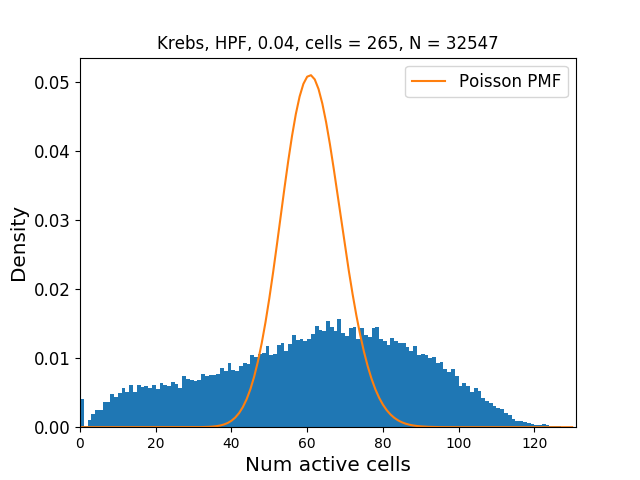 Krebs, HPF, 0.04, cells = 265, N = 32547
Poisson PMF
0.05
0.04
0.03
0.02
0.01
0.00
Density
0 20 40 60 80 100 120
Num active cells